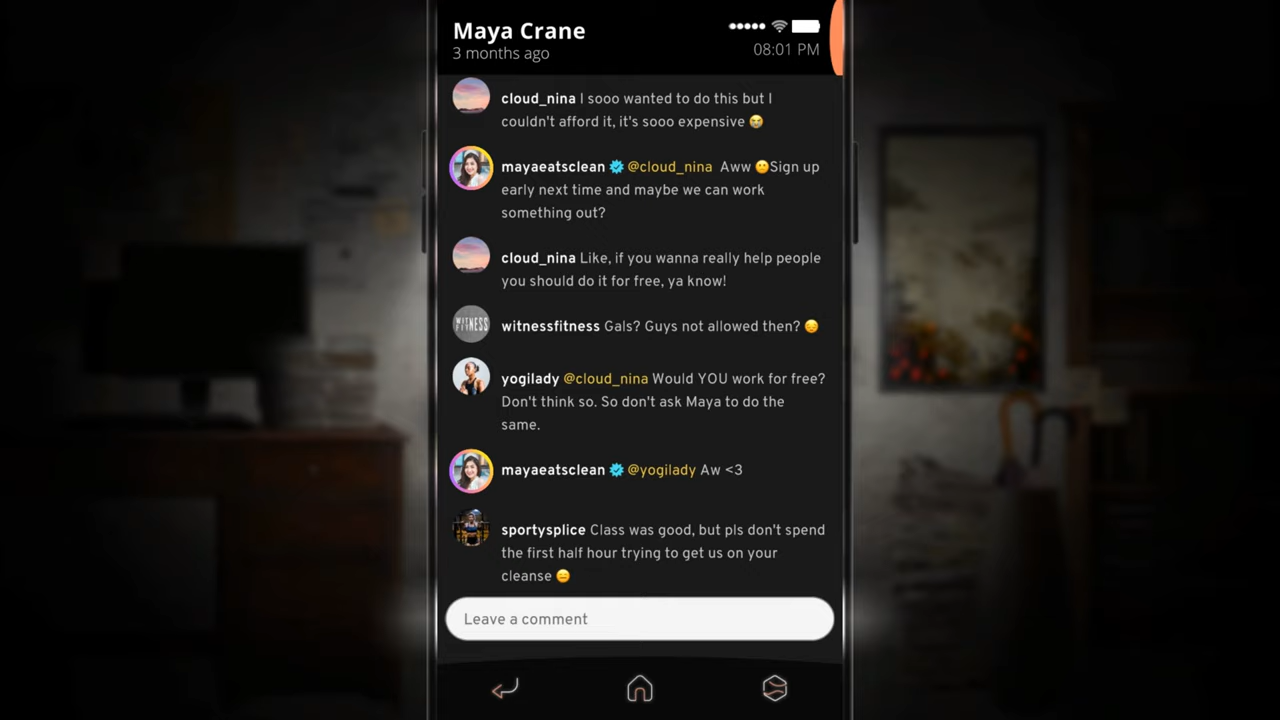 Maya Crane
3 months ago
08:01 PM
cloud_nina I sooo wanted to do this but I
couldn't afford it, it's sooo expensive 😭
mayaeatsclean @cloud_nina Aww 🙁Sign up
early next time and maybe we can work
something out?
cloud_nina Like, if you wanna really help people
you should do it for free, ya know!
WIT
FITNESS
witnessfitness Gals? Guys not allowed then? 😔
yogilady @cloud_nina Would YOU work for free?
Don't think so. So don't ask Maya to do the
same.
mayaeatsclean @yogilady Aw <3
sportysplice Class was good, but pls don't spend
the first half hour trying to get us on your
cleanse 😑
Leave a comment